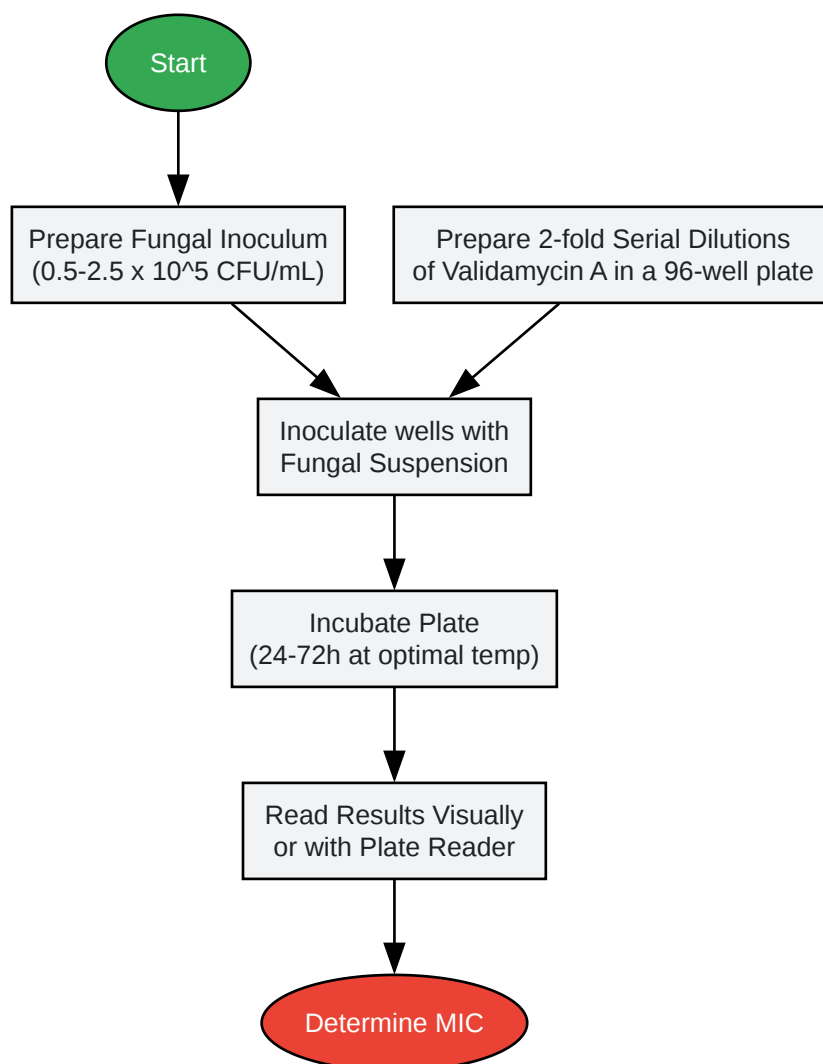 Start
Prepare Fungal Inoculum
(0.5-2.5 x 10^5 CFU/mL)
Prepare 2-fold Serial Dilutions
of Validamycin A in a 96-well plate
Inoculate wells with
Fungal Suspension
Incubate Plate
(24-72h at optimal temp)
Read Results Visually
or with Plate Reader
Determine MIC